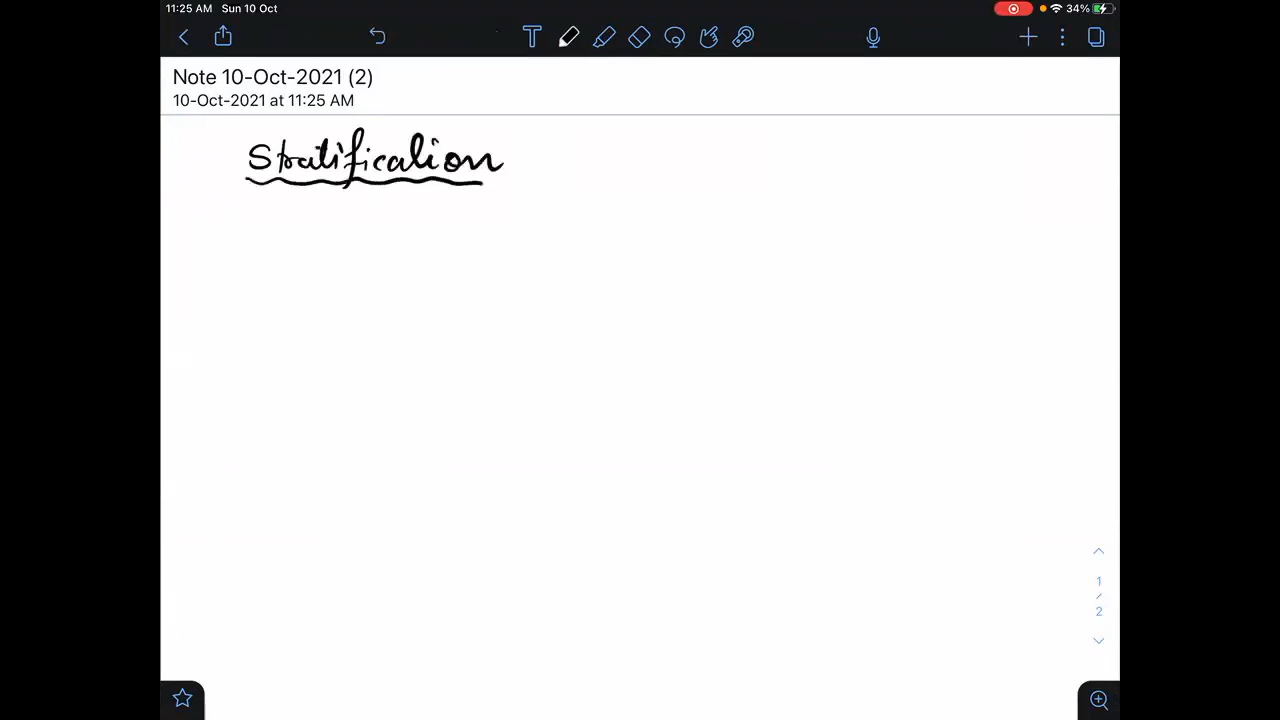 11:25 AM Sun 10 Oct
34%
T
Note 10-Oct-2021 (2)
10-Oct-2021 at 11:25 AM
Stratification
1
/
2